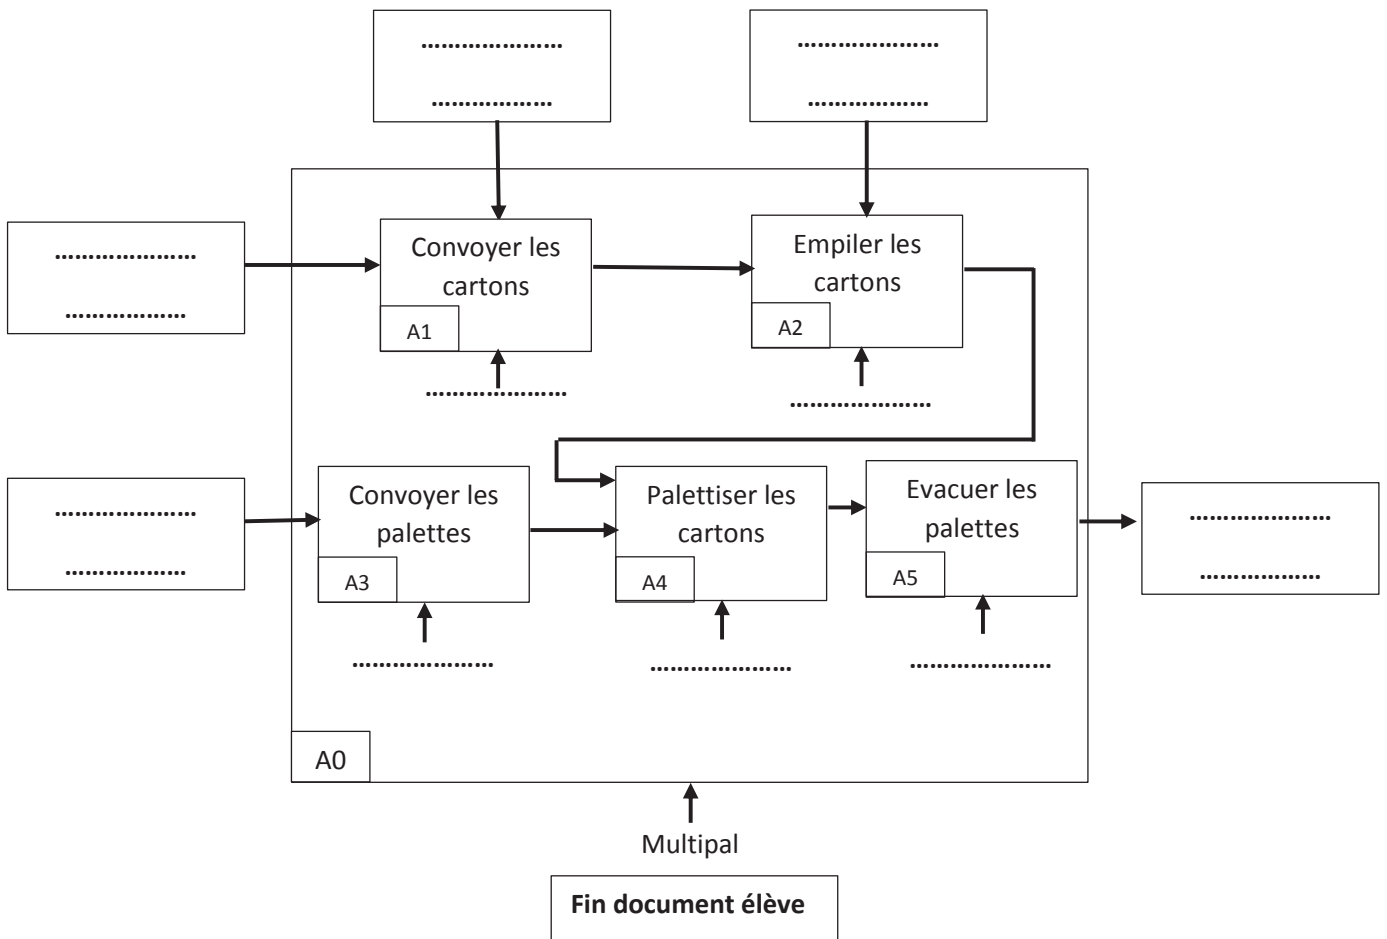 .....................
..................
.....................
..................
.....................
..................
Convoyer les
cartons
A1
.....................
Empiler les
cartons
A2
.....................
.....................
..................
Convoyer les
palettes
A3
.....................
Palettiser les
cartons
A4
.....................
Evacuer les
palettes
A5
.....................
.....................
..................
A0
Multipal
Fin document élève